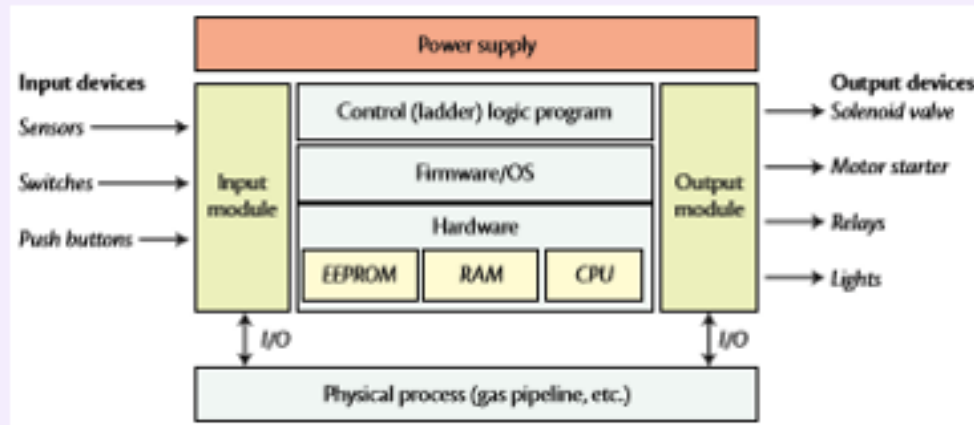 Power supply
Input devices
Sensors
Switches
Push buttons
Input
module
Control (ladder) logic program
Firmware/OS
Hardware
EEPROM
RAM
CPU
Output
module
Output devices
Solenoid valve
Motor starter
Relays
Lights
I/O
I/O
Physical process (gas pipeline, etc.)